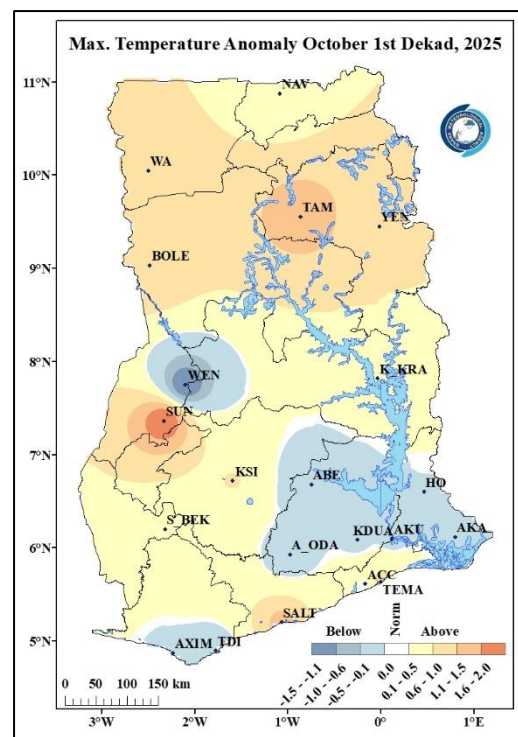 Max. Temperature Anomaly October 1st Dekad, 2025
11°N
NAV
10°N
WA
TAM
YEN
9°N
BOLE
8°N
WEN
K_KRA
SUN
7°N
KSI
ABE
HO
6°N
S_BEK
A_ODA
KDUA
AKU
AKA
ACC
TEMA
SALT
5°N
AXIM
TDI
Below
Norm
Above
-1.5 - -1.1
-1.0 - -0.6
-0.5 - -0.1
0.0
0.1 - 0.5
0.6 - 1.0
1.1 - 1.5
1.6 - 2.0
0 50 100 150 km
3°W 2°W 1°W 0° 1°E